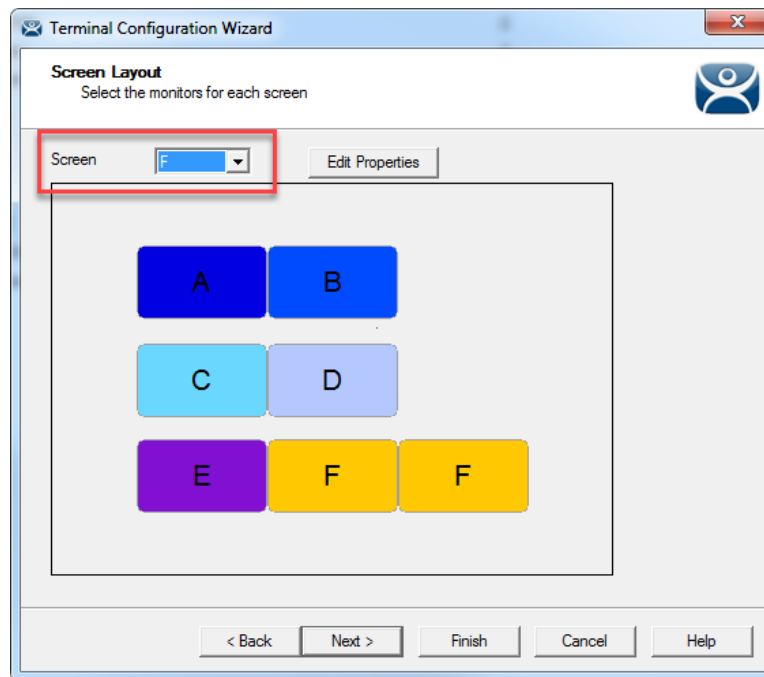 Terminal Configuration Wizard
Screen Layout
Select the monitors for each screen
Screen F Edit Properties
A B
C D
E F F
< Back Next > Finish Cancel Help